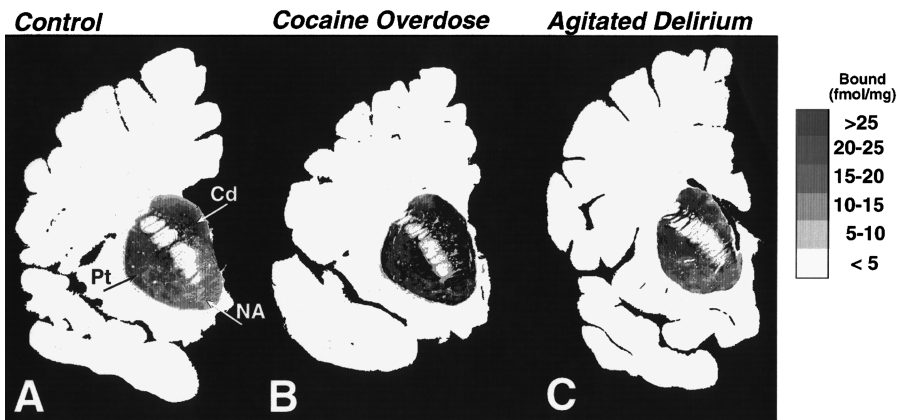 Control
Cocaine Overdose
Agitated Delirium
Bound
(fmol/mg)
>25
20-25
15-20
10-15
5-10
< 5
Cd
Pt
NA
A
B
C